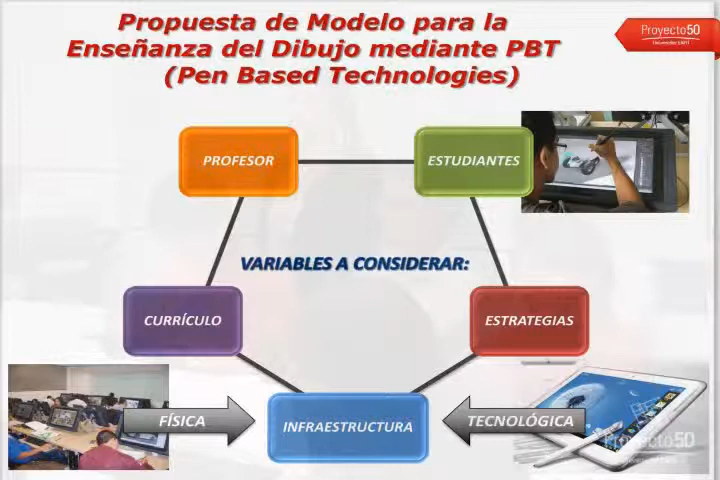 Propuesta de Modelo para la
Enseñanza del Dibujo mediante PBT
(Pen Based Technologies)
Proyecto50
PROFESOR
ESTUDIANTES
VARIABLES A CONSIDERAR:
CURRÍCULO
ESTRATEGIAS
FÍSICA
INFRAESTRUCTURA
TECNOLÓGICA
Proyecto50